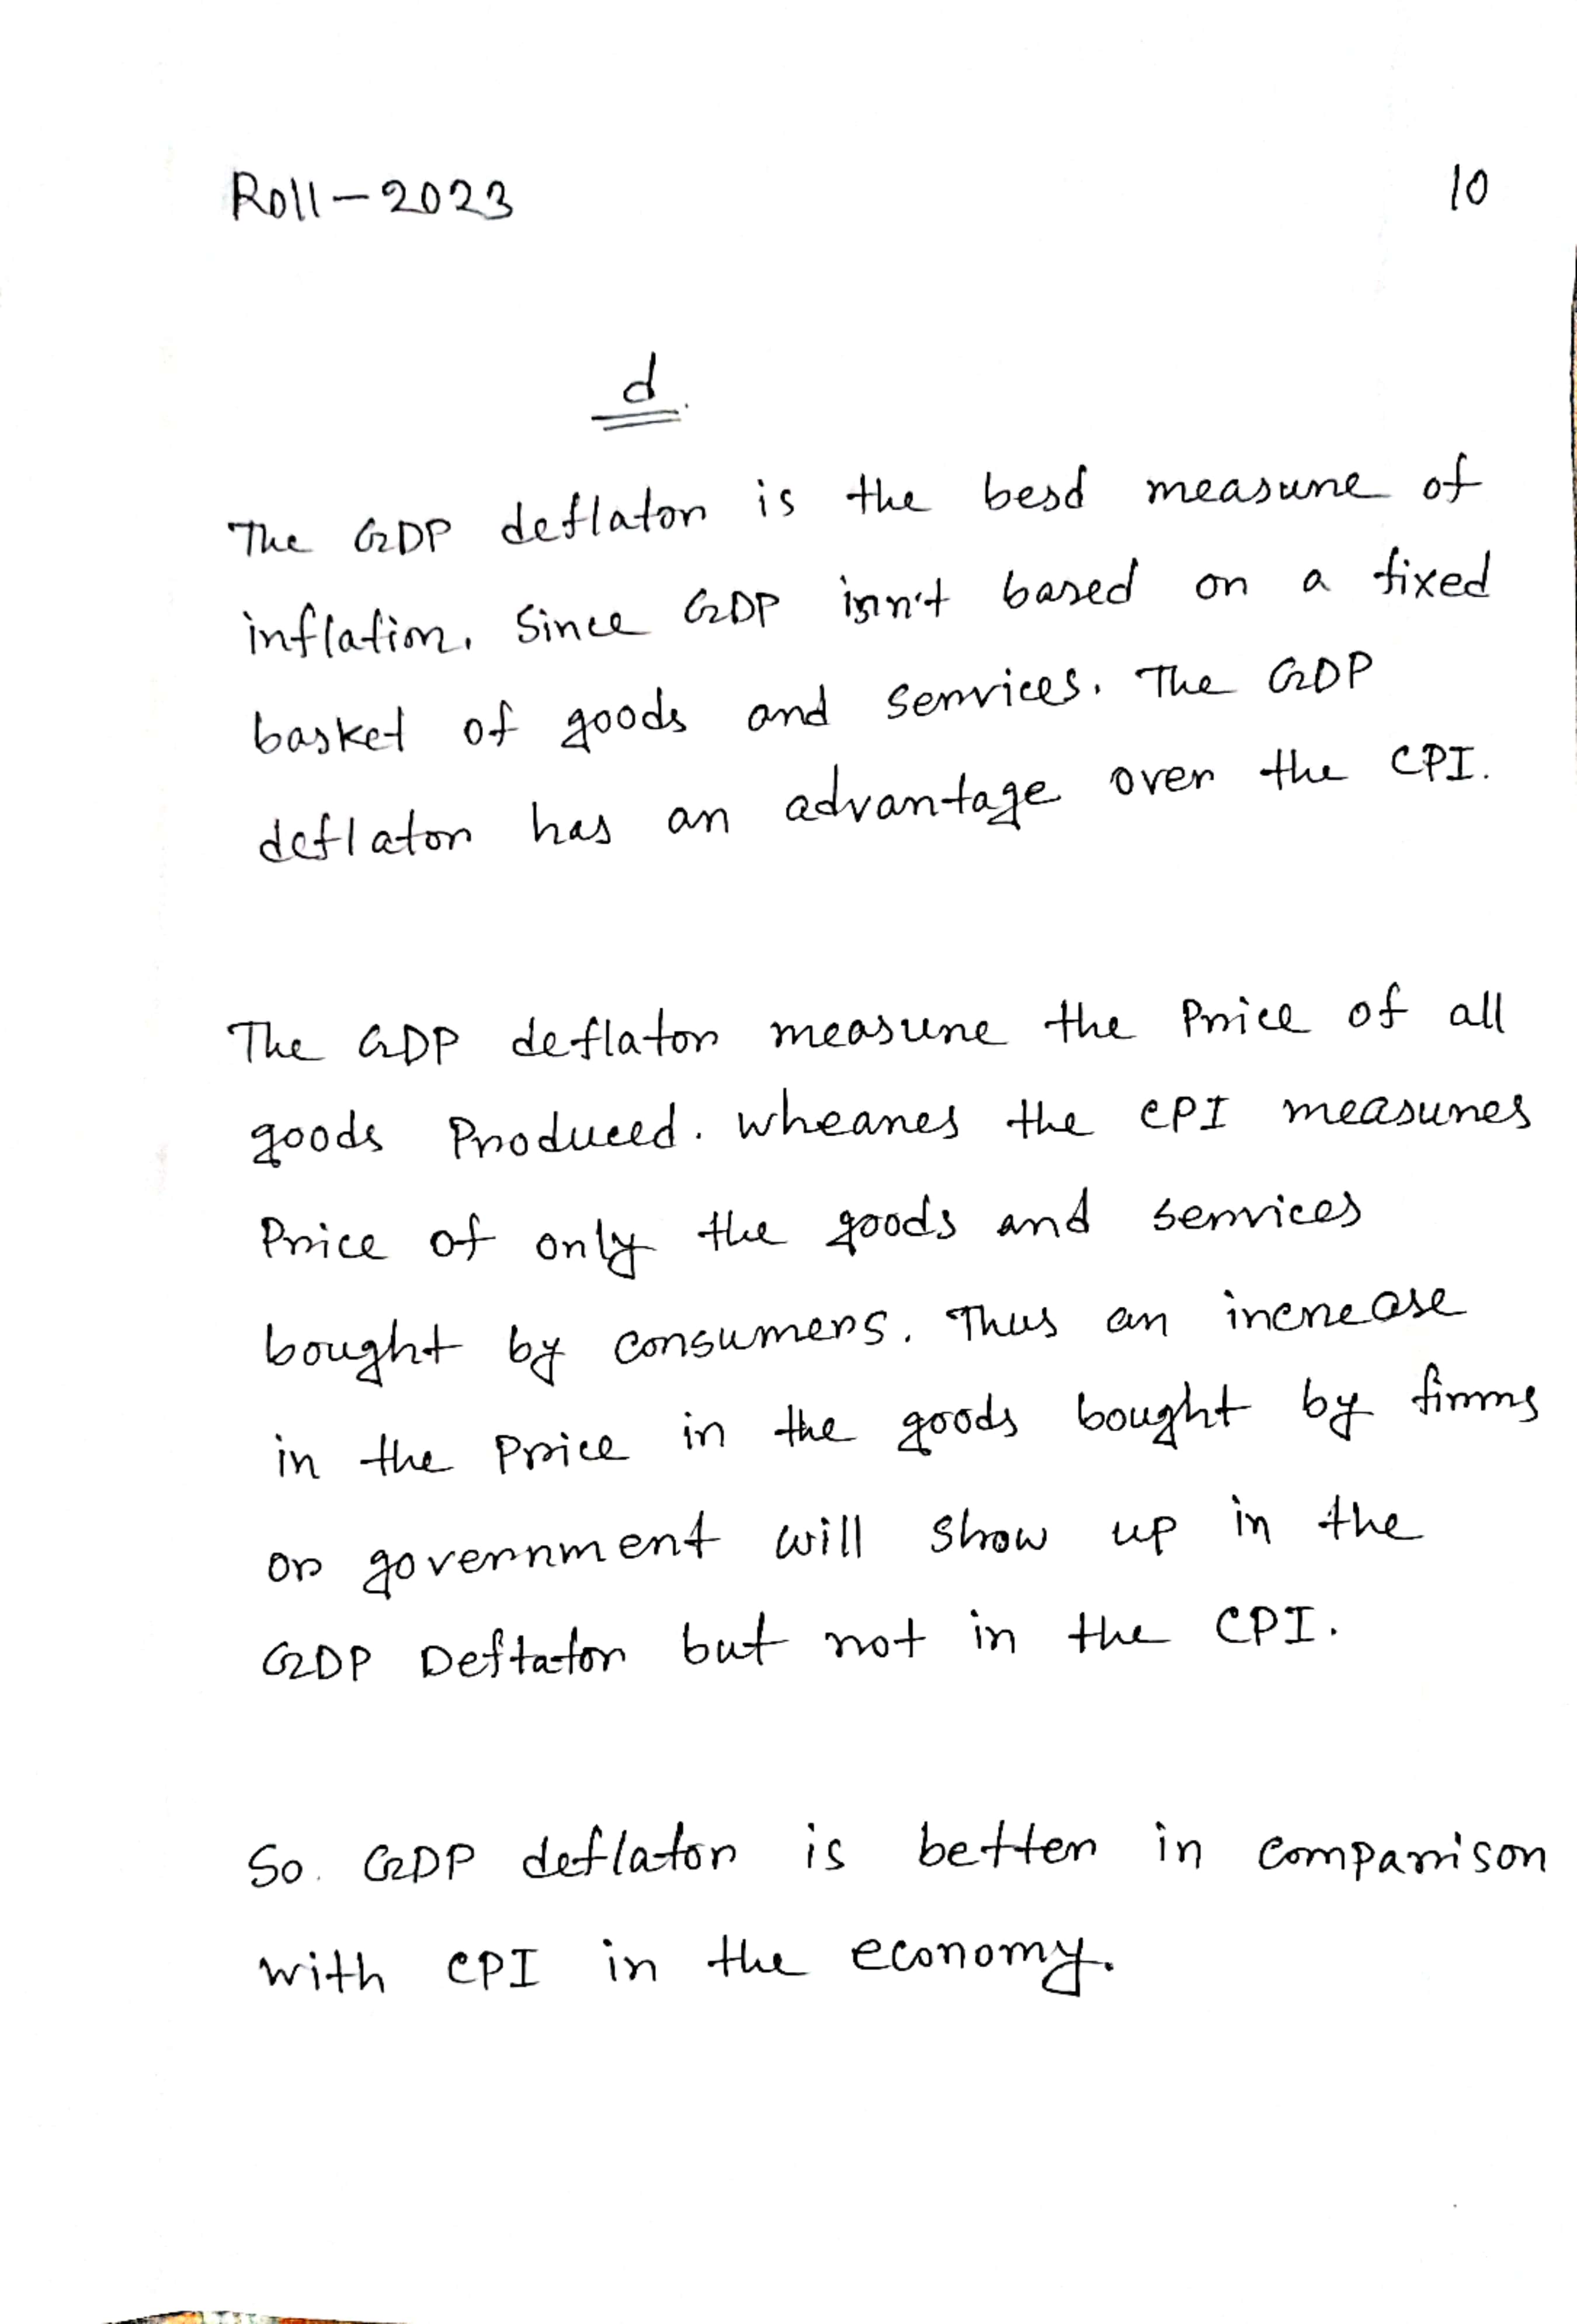 Roll-2023
10
d.
The GDP deflator is the best measure of
inflation. Since GDP isn't based on a fixed
basket of goods and services. The GDP
deflator has an advantage over the CPI.
The GDP deflator measure the Price of all
goods Produced. wheares the CPI measures
Price of only the goods and services
bought by consumers. Thus an increase
in the Price in the goods bought by firms
or government will show up in the
GDP Deftator but not in the CPI.
So. GDP deflator is better in comparison
with CPI in the economy.